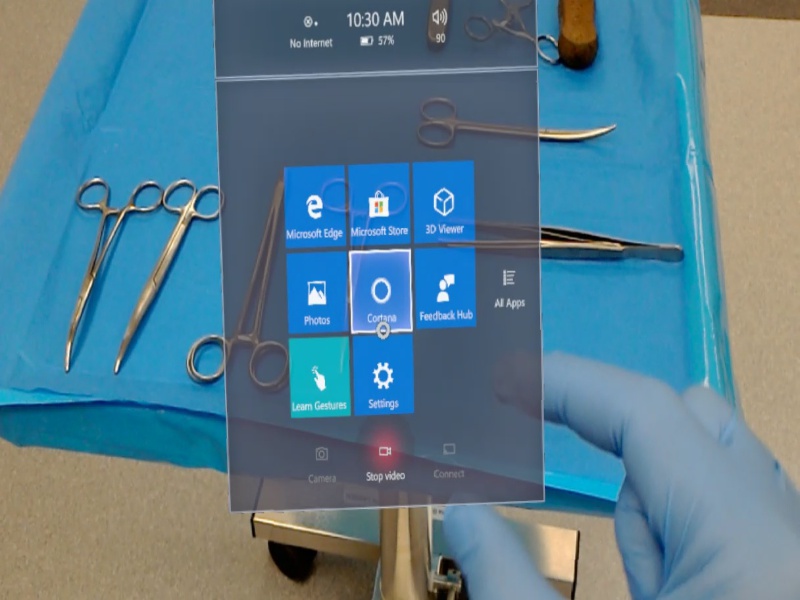 10:30 AM
No Internet
57%
90
Microsoft Edge
Microsoft Store
3D Viewer
Photos
Cortana
Feedback Hub
All Apps
Learn Gestures
Settings
Camera
Stop video
Connect